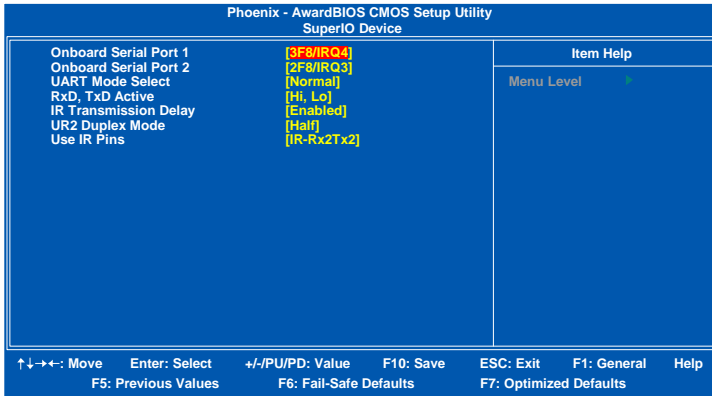 Phoenix - AwardBIOS CMOS Setup Utility
SuperIO Device
Onboard Serial Port 1 [3F8/IRQ4]
Onboard Serial Port 2 [2F8/IRQ3]
UART Mode Select [Normal]
RxD, TxD Active [Hi, Lo]
IR Transmission Delay [Enabled]
UR2 Duplex Mode [Half]
Use IR Pins [IR-Rx2Tx2]
Item Help
Menu Level
↑↓→←: Move Enter: Select +/-/PU/PD: Value F10: Save ESC: Exit F1: General Help
F5: Previous Values F6: Fail-Safe Defaults F7: Optimized Defaults